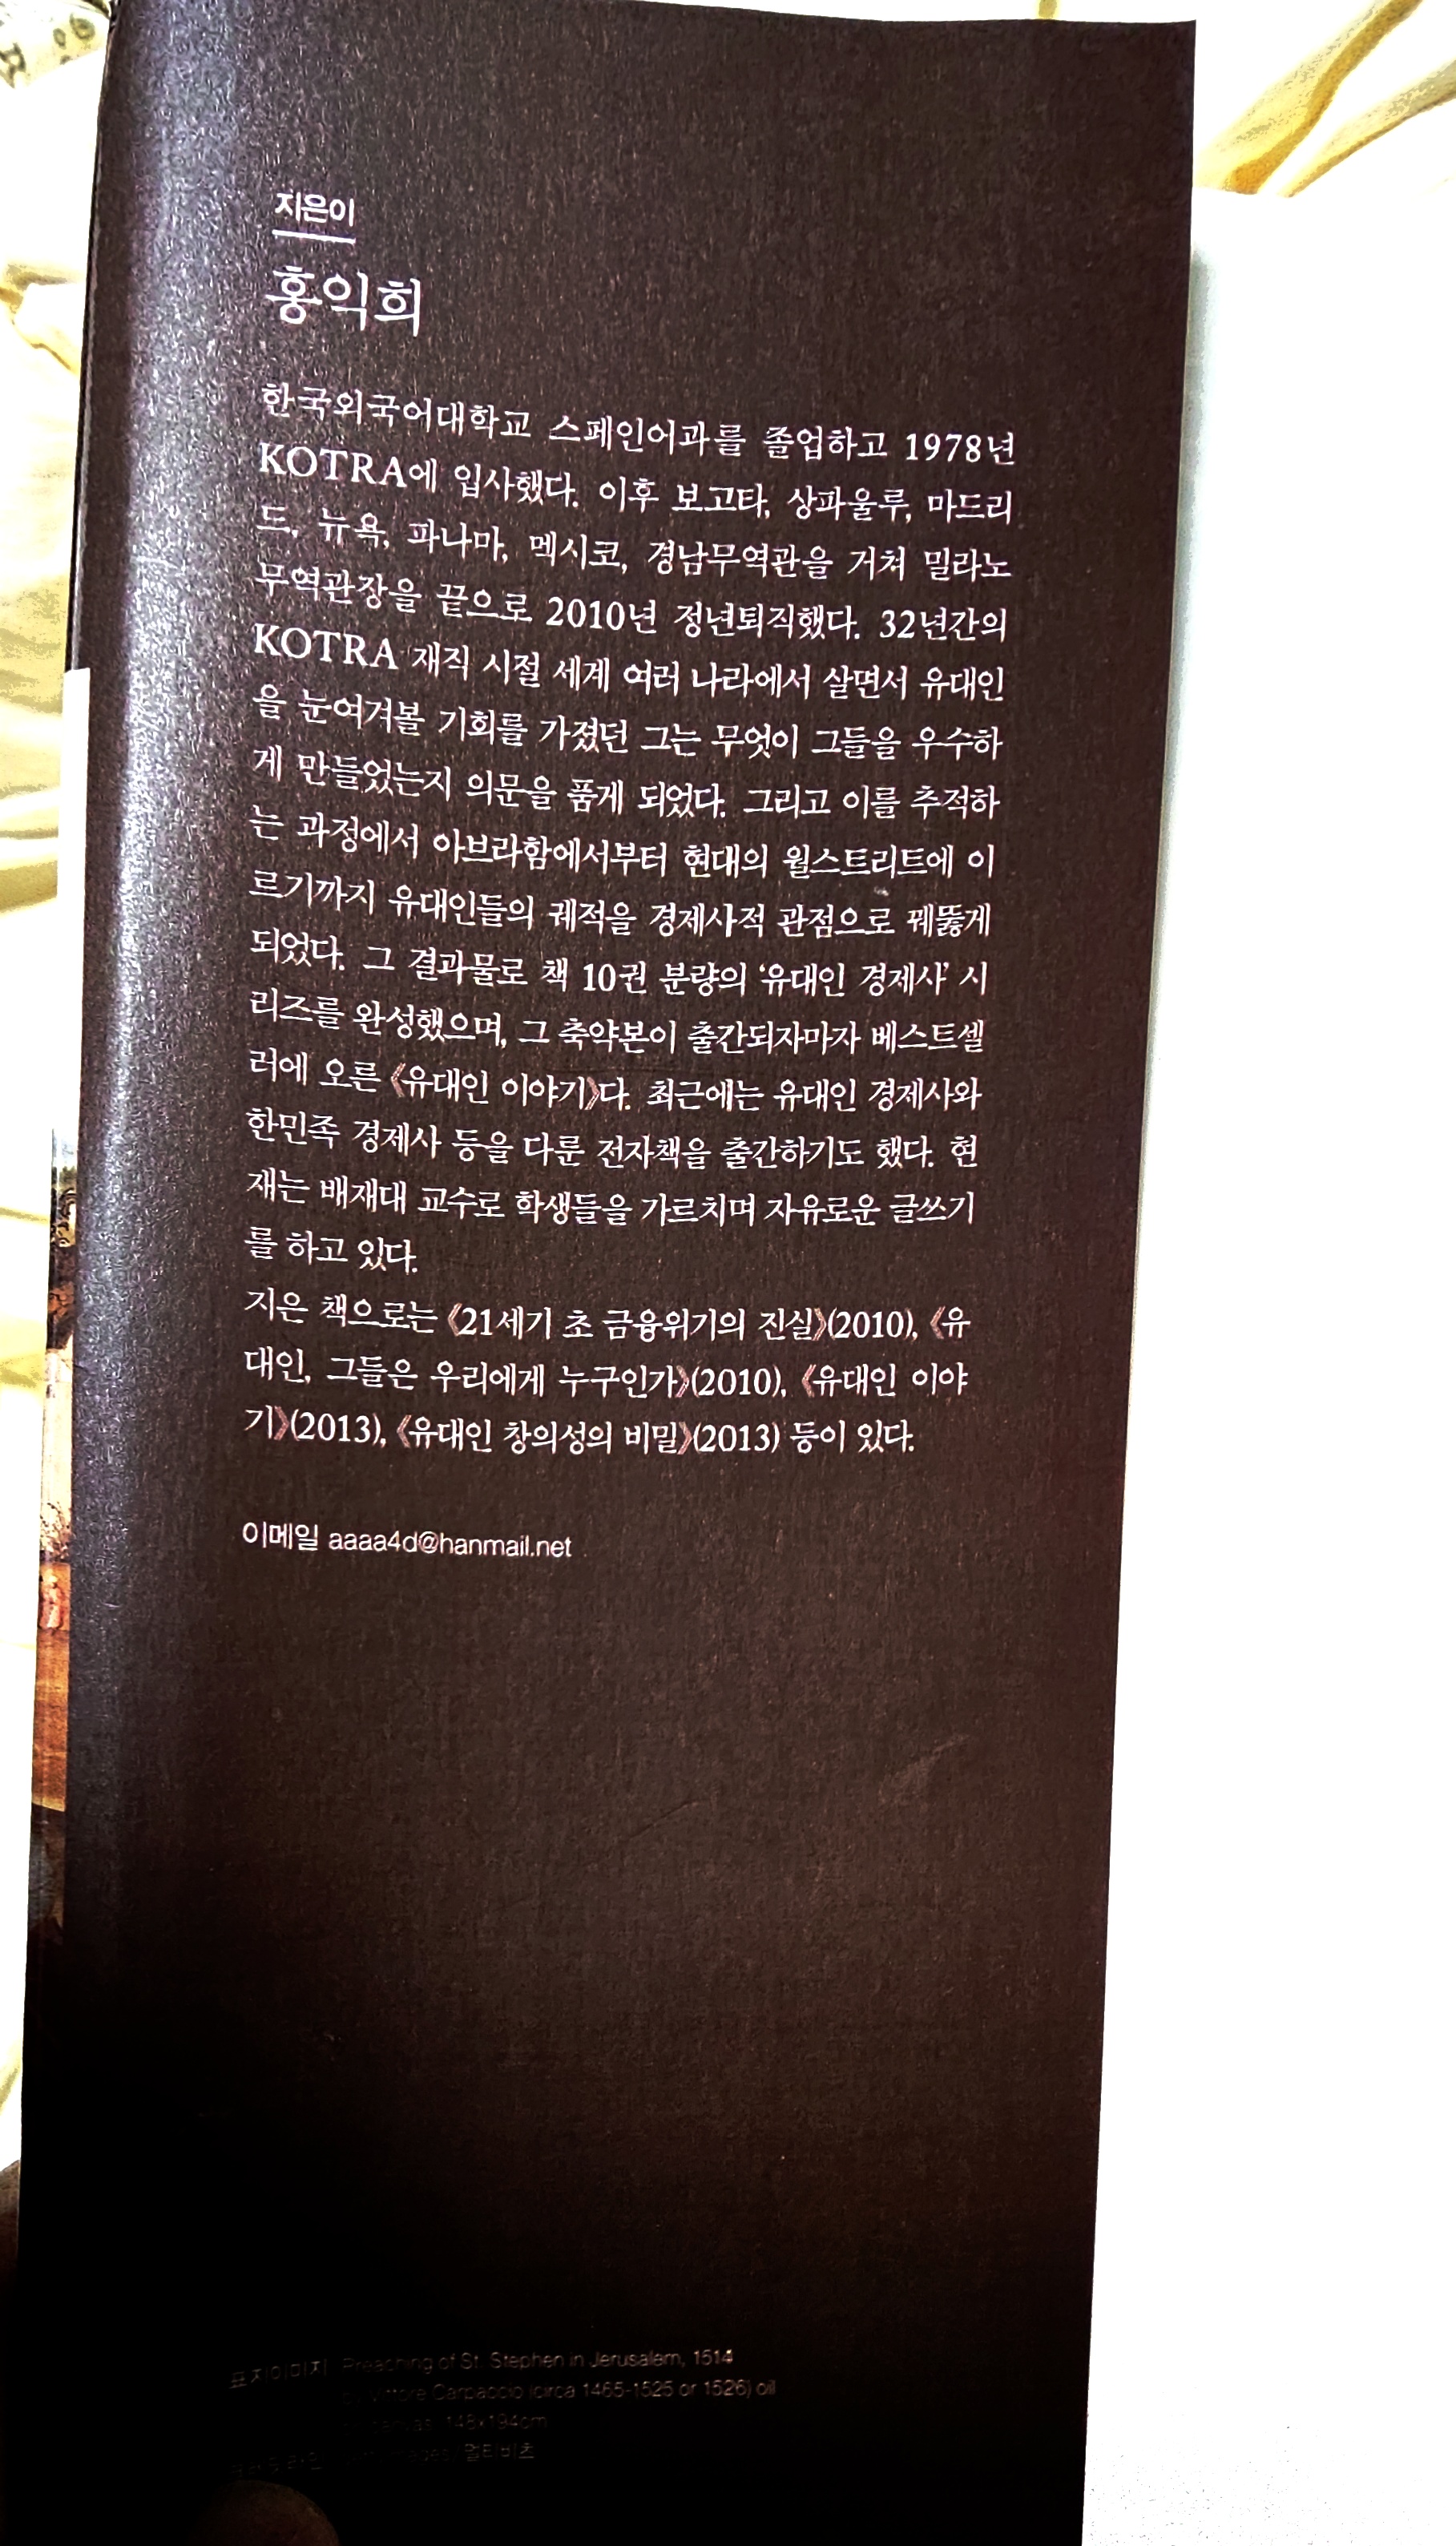 지은이
홍익희
한국외국어대학교 스페인어과를 졸업하고 1978년
KOTRA에 입사했다. 이후 보고타, 상파울루, 마드리
드, 뉴욕, 파나마, 멕시코, 경남무역관을 거쳐 밀라노
무역관장을 끝으로 2010년 정년퇴직했다. 32년간의
KOTRA 재직 시절 세계 여러 나라에서 살면서 유대인
을 눈여겨볼 기회를 가졌던 그는 무엇이 그들을 우수하
게 만들었는지 의문을 품게 되었다. 그리고 이를 추적하
는 과정에서 아브라함에서부터 현대의 월스트리트에 이
르기까지 유대인들의 궤적을 경제사적 관점으로 꿰뚫게
되었다. 그 결과물로 책 10권 분량의 ‘유대인 경제사’ 시
리즈를 완성했으며, 그 축약본이 출간되자마자 베스트셀
러에 오른 《유대인 이야기》다. 최근에는 유대인 경제사와
한민족 경제사 등을 다룬 전자책을 출간하기도 했다. 현
재는 배재대 교수로 학생들을 가르치며 자유로운 글쓰기
를 하고 있다.
지은 책으로는 《21세기 초 금융위기의 진실》(2010), 《유
대인, 그들은 우리에게 누구인가》(2010), 《유대인 이야
기》(2013), 《유대인 창의성의 비밀》(2013) 등이 있다.
이메일 aaaa4d@hanmail.net
표지이미지 Preaching of St. Stephen in Jerusalem, 1514
by Vittore Carpaccio (circa 1465-1525 or 1526) oil
canvas, 148x194cm
멀티비츠